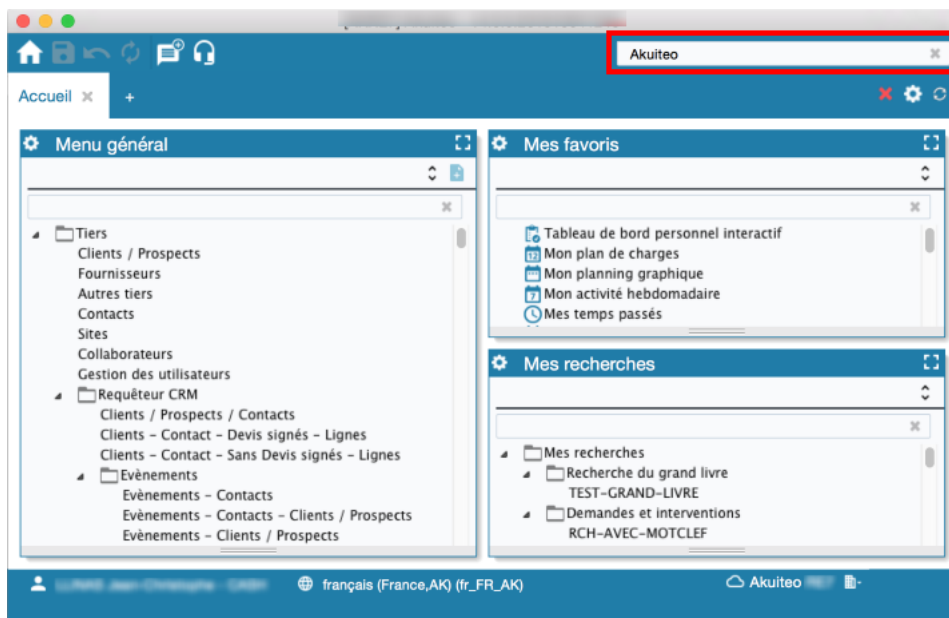 Akuiteo
Accueil
+
Menu général
Tiers
Clients / Prospects
Fournisseurs
Autres tiers
Contacts
Sites
Collaborateurs
Gestion des utilisateurs
Requêteur CRM
Clients / Prospects / Contacts
Clients – Contact – Devis signés – Lignes
Clients – Contact – Sans Devis signés – Lignes
Evènements
Evènements – Contacts
Evènements – Contacts – Clients / Prospects
Evènements – Clients / Prospects
Mes favoris
Tableau de bord personnel interactif
12 Mon plan de charges
Mon planning graphique
7 Mon activité hebdomadaire
Mes temps passés
Mes recherches
Mes recherches
Recherche du grand livre
TEST-GRAND-LIVRE
Demandes et interventions
RCH-AVEC-MOTCLEF
français (France,AK) (fr_FR_AK)
Akuiteo
-